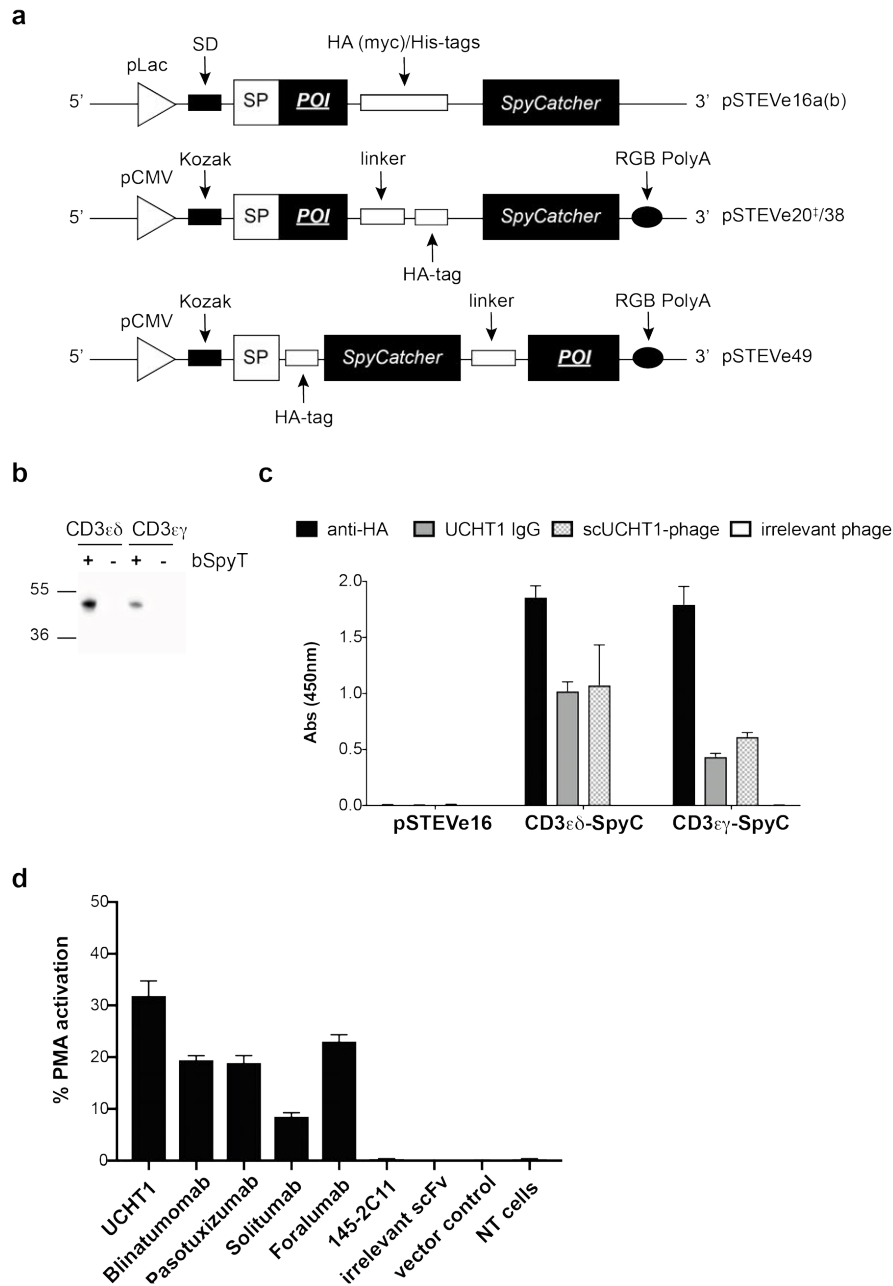 a
HA (myc)/His-tags
SD
pLac
5’ SP POI SpyCatcher 3’ pSTEVe16a(b)
Kozak linker RGB PolyA
pCMV
5’ SP POI SpyCatcher 3’ pSTEVe20‡/38
HA-tag
Kozak linker RGB PolyA
pCMV
5’ SP SpyCatcher POI 3’ pSTEVe49
HA-tag
b
CD3εδ CD3εγ
+ - + - bSpyT
55
36
c
anti-HA UCHT1 IgG scUCHT1-phage irrelevant phage
Abs (450nm)
2.0
1.5
1.0
0.5
0.0
pSTEVe16 CD3εδ-SpyC CD3εγ-SpyC
d
% PMA activation
50
40
30
20
10
0
UCHT1
Blinatumomab
Pasotuxizumab
Solitumab
Foralumab
145-2C11
irrelevant scFv
vector control
NT cells